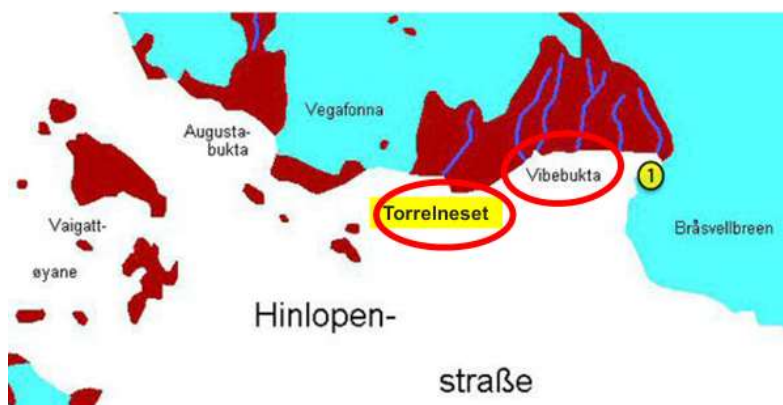 Vegafonna
Augusta-
bukta
Vibebukta
1
Torrelneset
Vaigatt-
øyane
Bråsvellbreen
Hinlopen-
straße